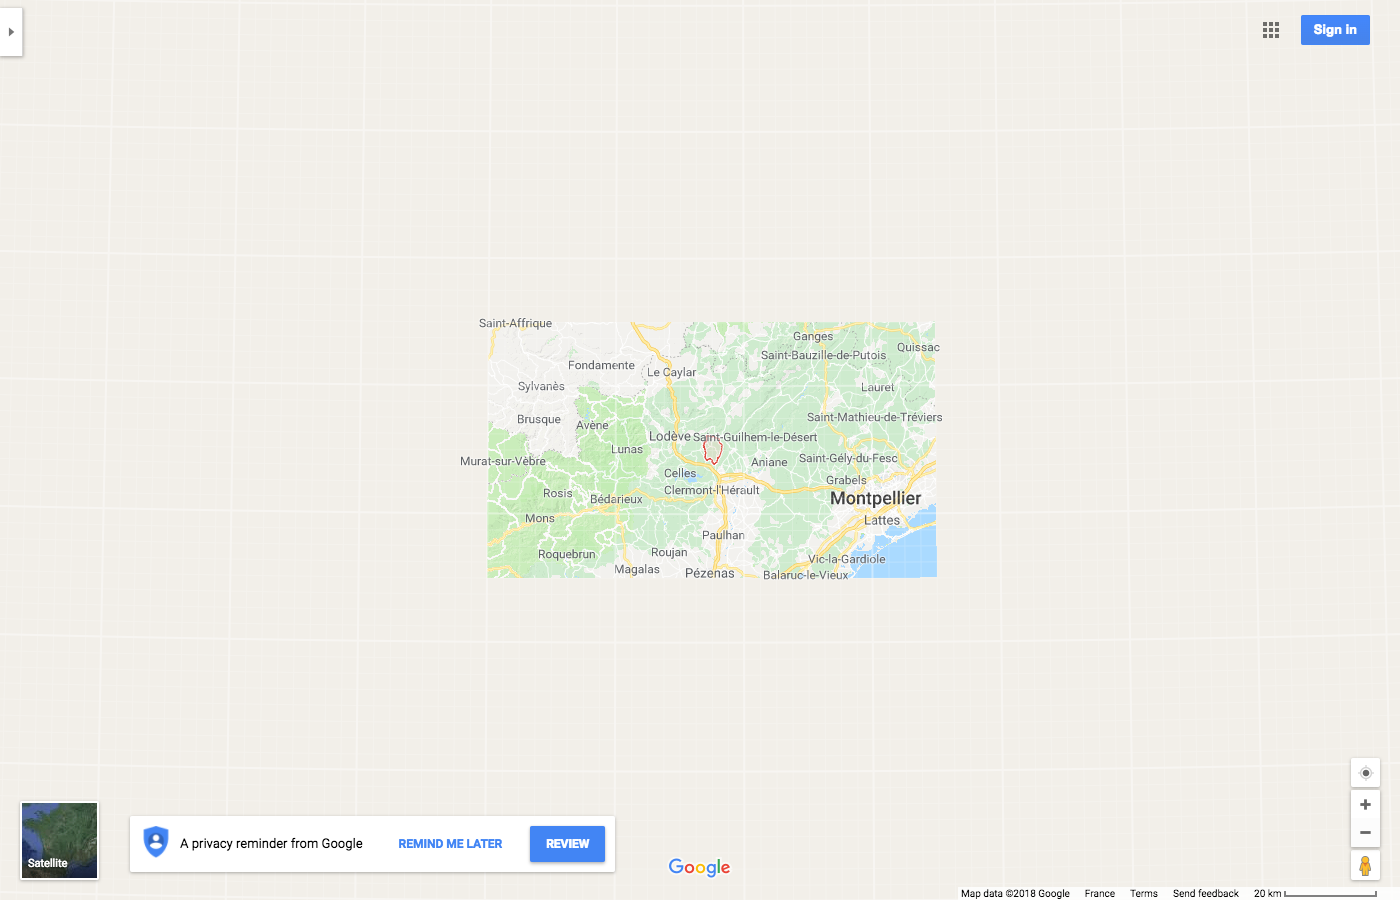 Sign in
Saint-Affrique
Ganges
Quissac
Saint-Bauzille-de-Putois
Fondamente
Le Caylar
Sylvanès
Lauret
Brusque
Avène
Saint-Mathieu-de-Tréviers
Lodève
Saint-Guilhem-le-Désert
Lunas
Murat-sur-Vèbre
Aniane
Saint-Gély-du-Fesc
Celles
Grabels
Rosis
Bédarieux
Clermont-l'Hérault
Montpellier
Mons
Lattes
Paulhan
Roquebrun
Roujan
Vic-la-Gardiole
Magalas
Pézenas
Balaruc-le-Vieux
Satellite
A privacy reminder from Google
REMIND ME LATER
REVIEW
Google
Map data ©2018 Google France Terms Send feedback 20 km